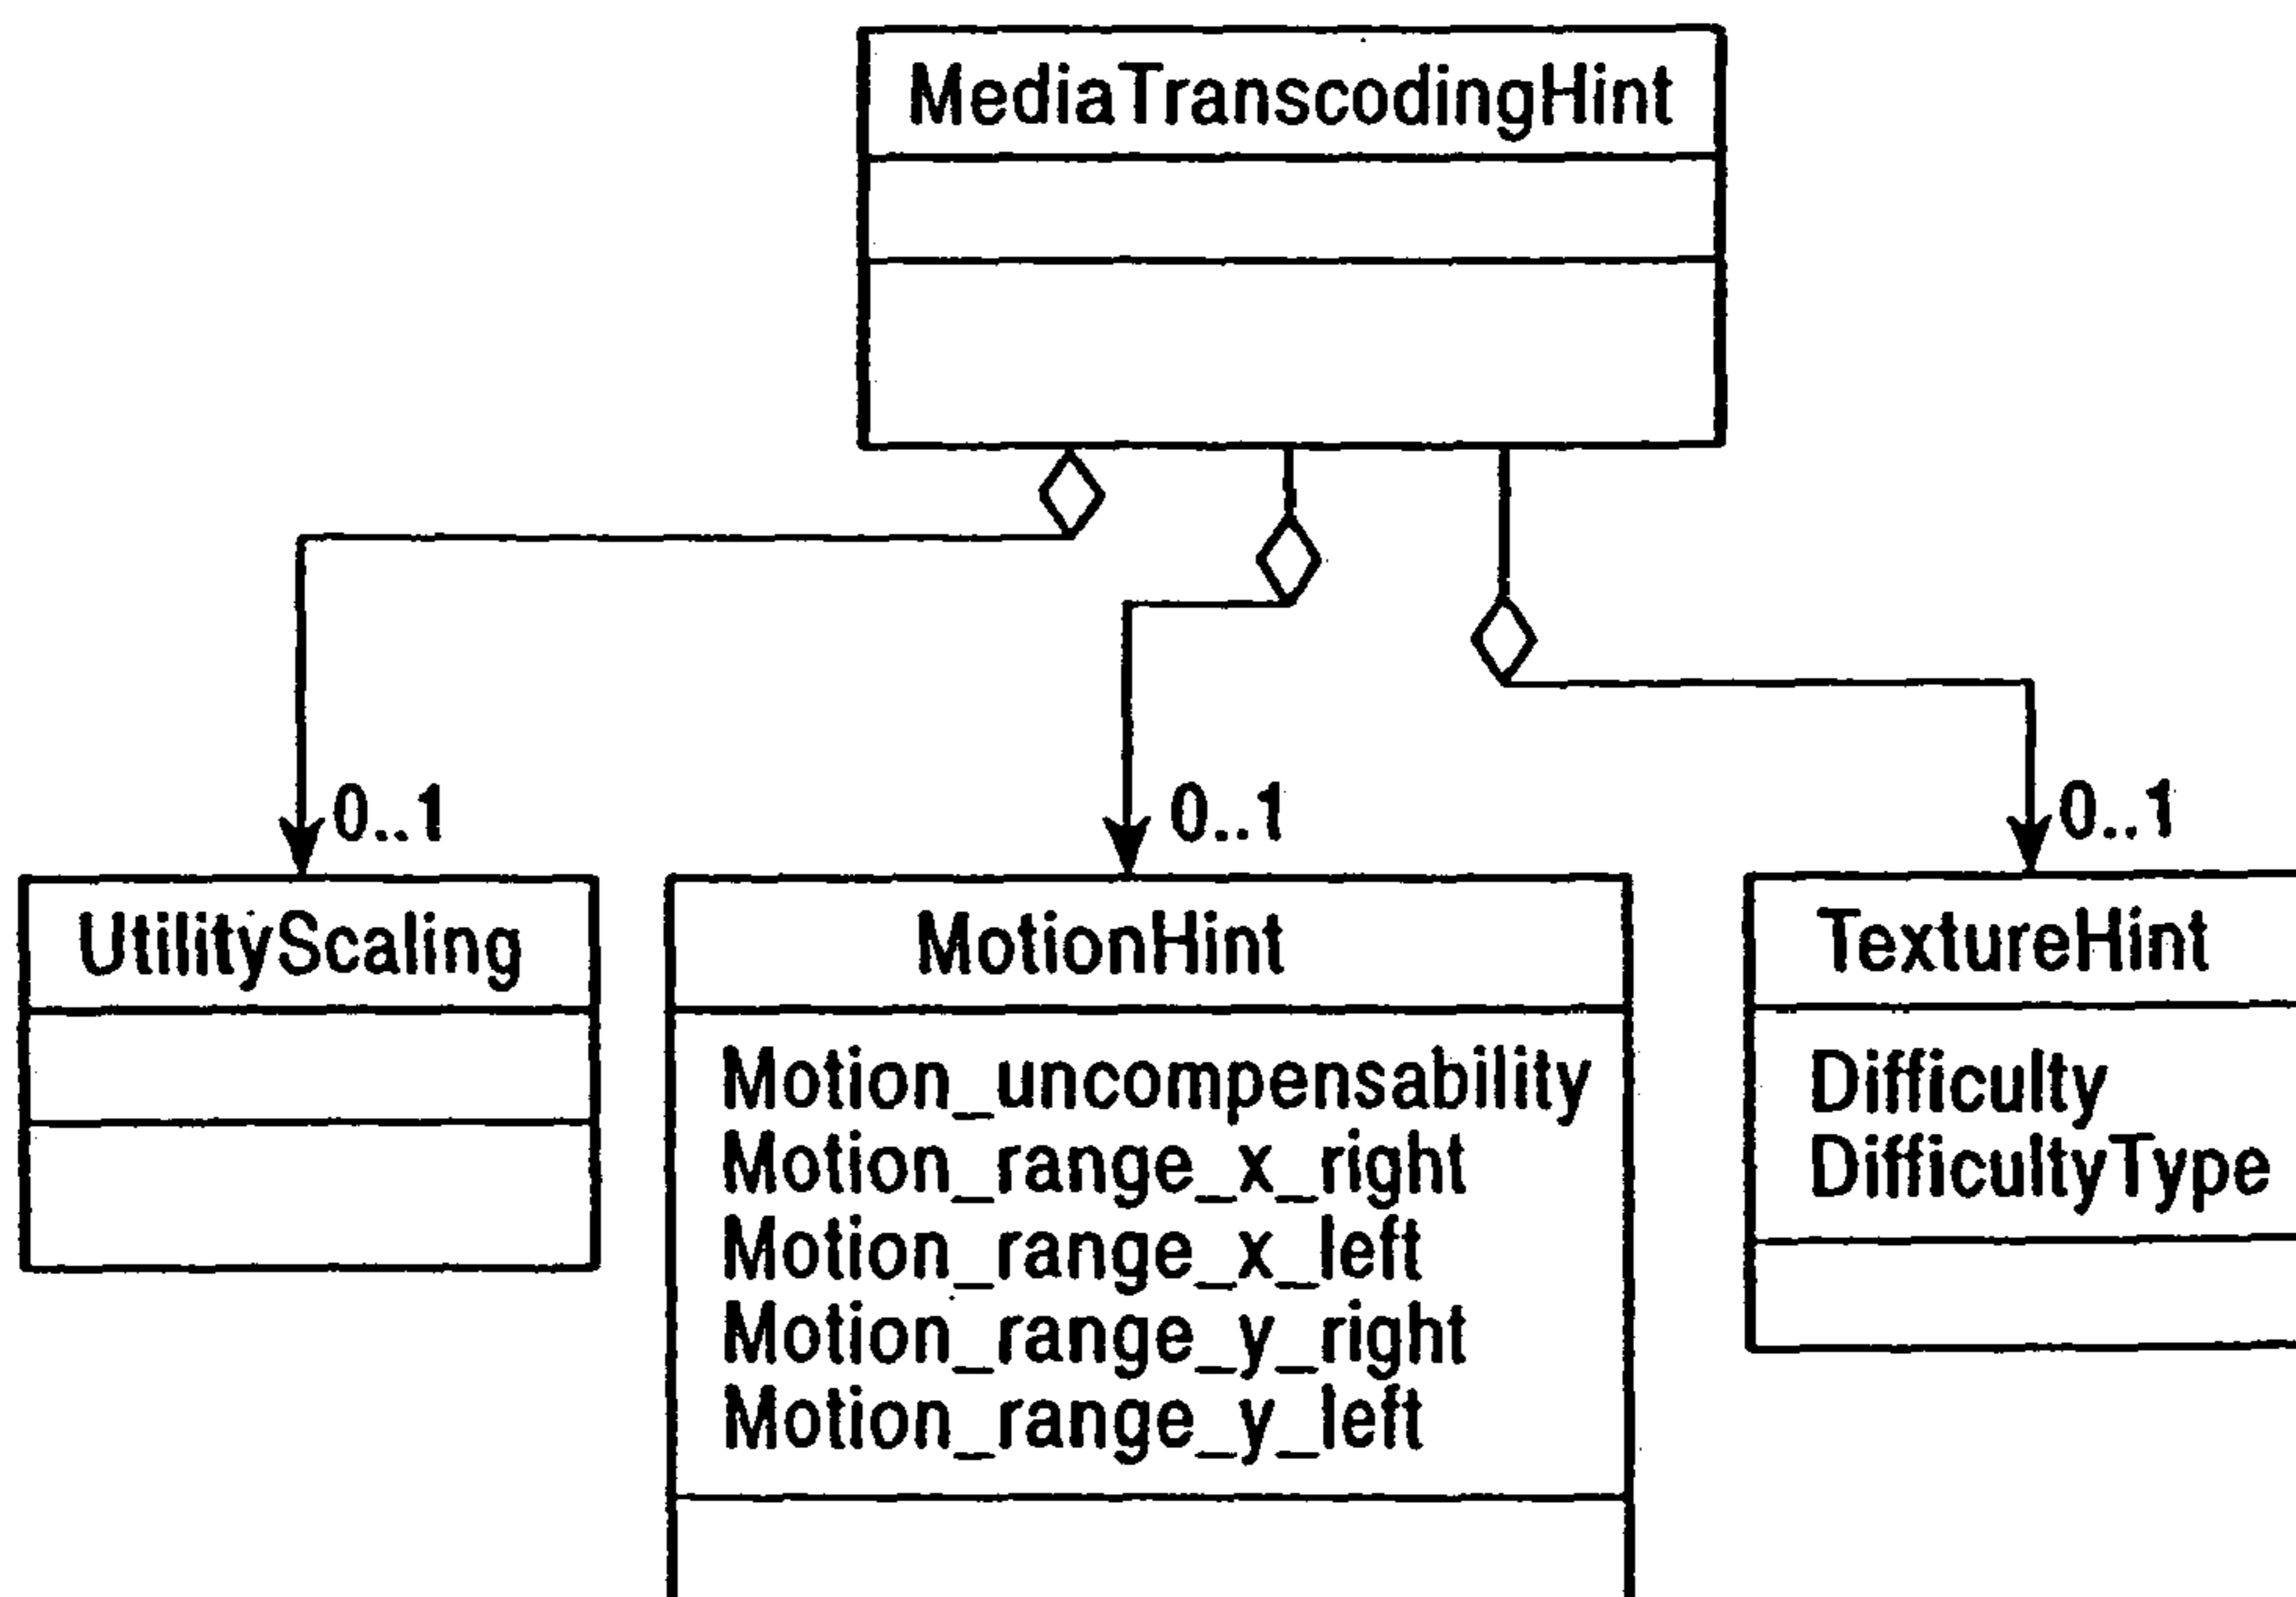 MediaTranscodingHint
0..1
0..1
0..1
UtilityScaling
MotionHint
TextureHint
Motion_uncompensability
Motion_range_x_right
Motion_range_x_left
Motion_range_y_right
Motion_range_y_left
Difficulty
DifficultyType